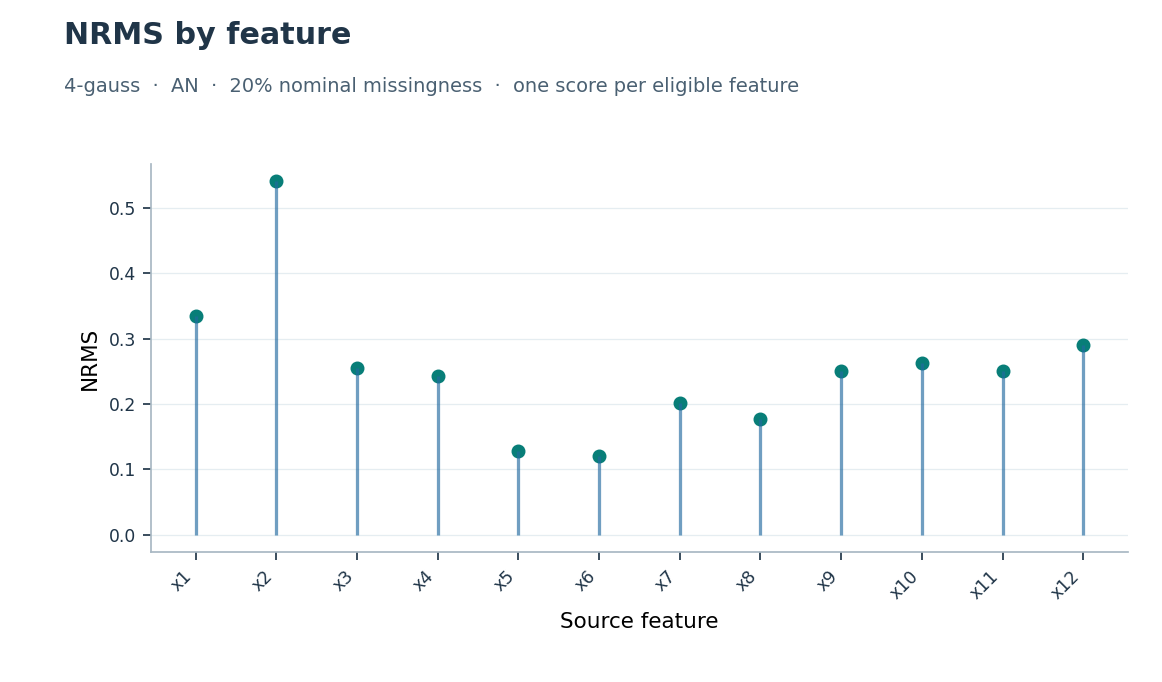 NRMS by feature
4-gauss · AN · 20% nominal missingness · one score per eligible feature
NRMS
0.5
0.4
0.3
0.2
0.1
0.0
x1 x2 x3 x4 x5 x6 x7 x8 x9 x10 x11 x12
Source feature